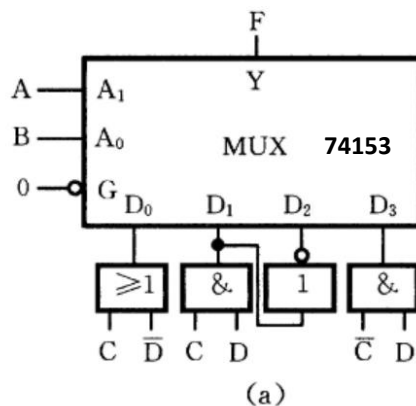 F
Y
A A₁
B A₀
MUX 74153
0 G
D₀ D₁ D₂ D₃
≥1 & 1 &
C D̅ C D C̅ D
(a)